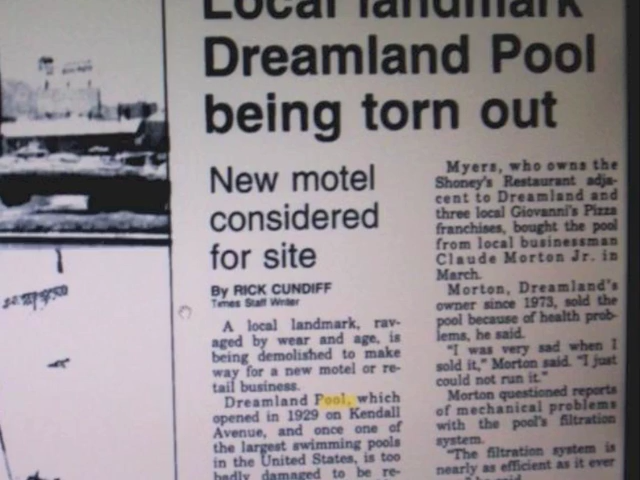 Local landmark
Dreamland Pool
being torn out
New motel
considered
for site
By RICK CUNDIFF
Times Staff Writer
A local landmark, rav-
aged by wear and age, is
being demolished to make
way for a new motel or re-
tail business.
Dreamland Pool, which
opened in 1929 on Kendall
Avenue, and once one of
the largest swimming pools
in the United States, is too
badly damaged to be re-
Myers, who owns the
Shoney's Restaurant adja-
cent to Dreamland and
three local Giovanni's Pizza
franchises, bought the pool
from local businessman
Claude Morton Jr. in
March.
Morton, Dreamland's
owner since 1973, sold the
pool because of health prob-
lems, he said.
"I was very sad when I
sold it," Morton said. "I just
could not run it."
Morton questioned reports
of mechanical problems
with the pool's filtration
system.
"The filtration system is
nearly as efficient as it ever
he said